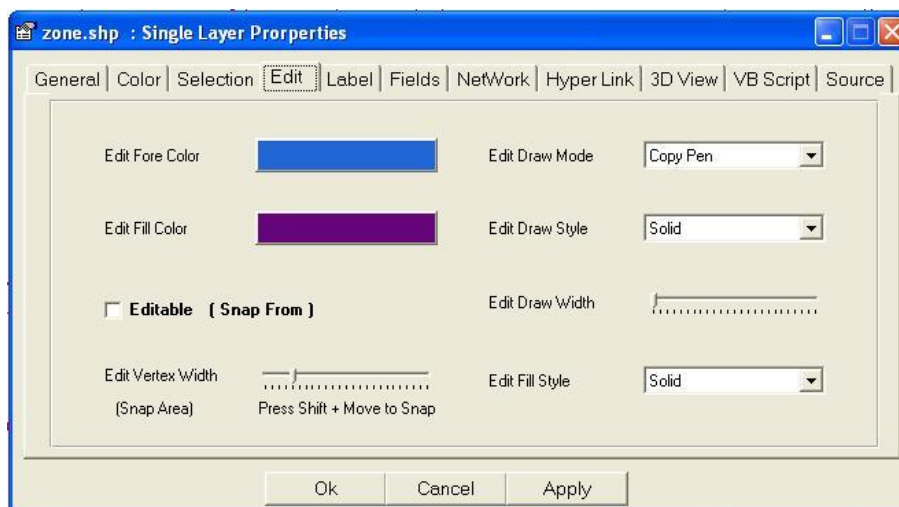 zone.shp : Single Layer Prorperties
General Color Selection Edit Label Fields NetWork Hyper Link 3D View VB Script Source
Edit Fore Color
Edit Draw Mode
Copy Pen
Edit Fill Color
Edit Draw Style
Solid
Editable ( Snap From )
Edit Draw Width
Edit Vertex Width
(Snap Area)
Press Shift + Move to Snap
Edit Fill Style
Solid
Ok Cancel Apply